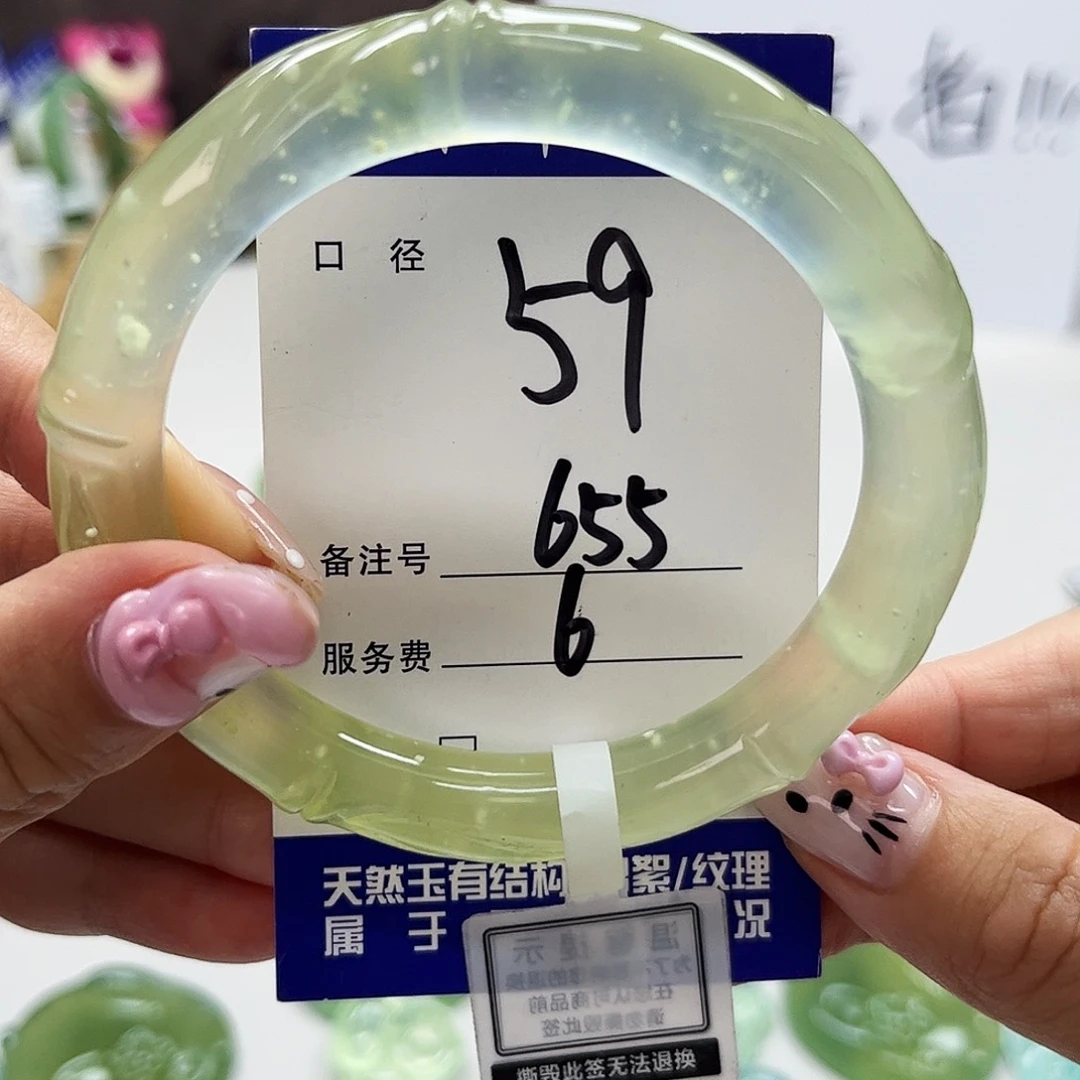 口 径 59
备注号 655
服务费 6
天然玉有结构 絮/纹理
属 于 况
撕毁此签无法退换